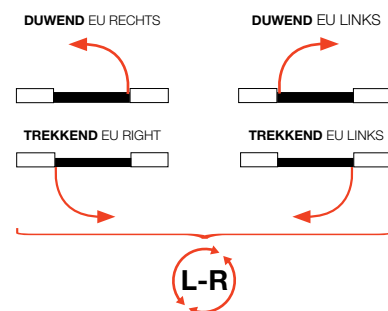 DUWEND EU RECHTS
DUWEND EU LINKS
TREKKEND EU RIGHT
TREKKEND EU LINKS
L-R